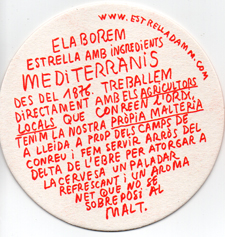 WWW.ESTRELLADAMM.COM
ELABOREM
ESTRELLA AMB INGREDIENTS
MEDITERRANIS
DES DEL 1876. TREBALLEM
DIRECTAMENT AMB ELS AGRICULTORS
LOCALS QUE CONREEN L'ORDI.
TENIM LA NOSTRA PROPIA MALTERIA
A LLEIDA A PROP DELS CAMPS DE
CONREU I FEM SERVIR ARRÒS DEL
DELTA DE L'EBRE PER ATORGAR A
LA CERVESA UN PALADAR
REFRESCANT I UN AROMA
NET QUE NO SE
SOBREPOSI AL
MALT.